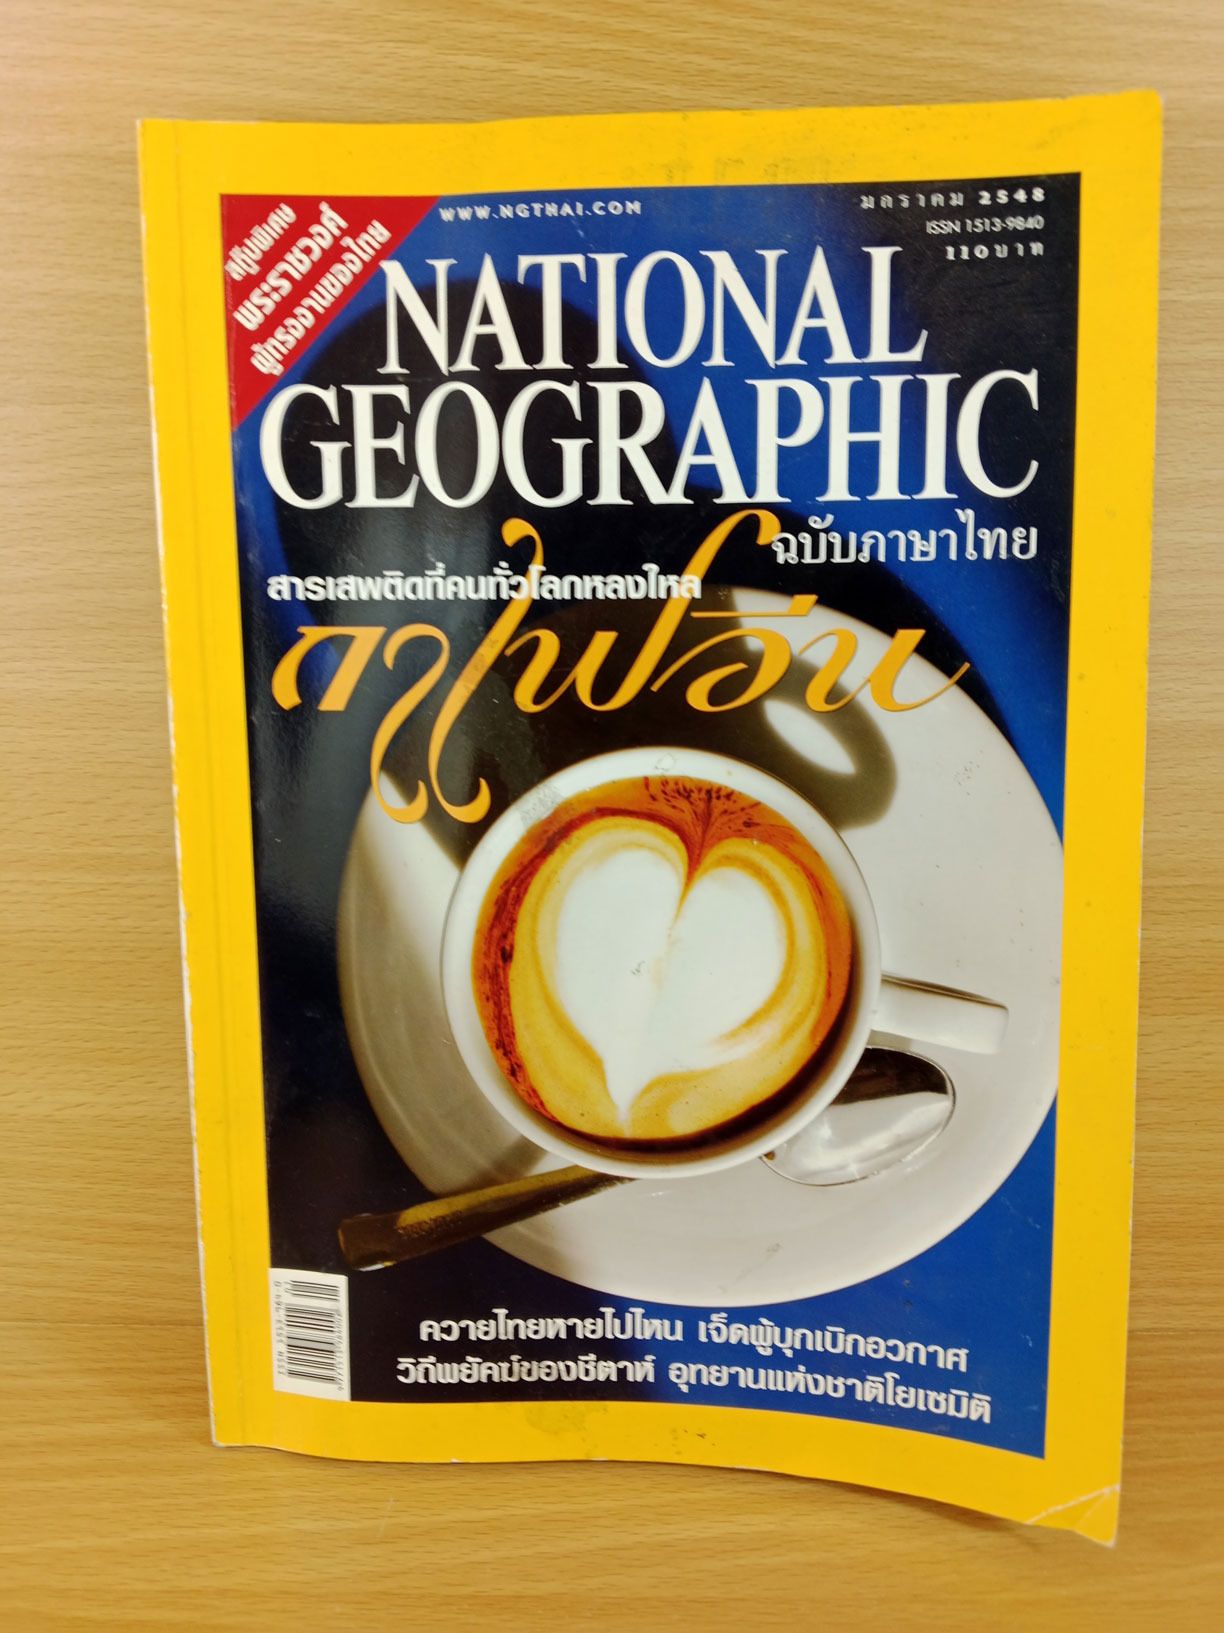 สกู๊ปพิเศษ
พระราชวงศ์
ผู้ทรงงานของไทย
WWW.NGTHAI.COM
มกราคม 2548
ISSN 1513-9840
110บาท
NATIONAL
GEOGRAPHIC
ฉบับภาษาไทย
สารเสพติดที่คนทั่วโลกหลงใหล
กาเฟอีน
ควายไทยหายไปไหน เจ็ดผู้บุกเบิกอวกาศ
วิถีพยัคฆ์ของชีตาห์ อุทยานแห่งชาติโยเซมิตี